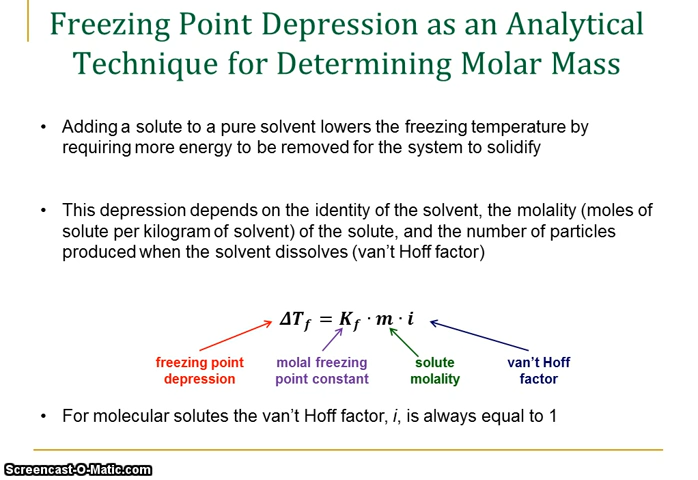 Freezing Point Depression as an Analytical
Technique for Determining Molar Mass
• Adding a solute to a pure solvent lowers the freezing temperature by
requiring more energy to be removed for the system to solidify
• This depression depends on the identity of the solvent, the molality (moles of
solute per kilogram of solvent) of the solute, and the number of particles
produced when the solvent dissolves (van't Hoff factor)
ΔT_f = K_f · m · i
freezing point depression
molal freezing point constant
solute molality
van't Hoff factor
• For molecular solutes the van't Hoff factor, i, is always equal to 1
Screencast-O-Matic.com